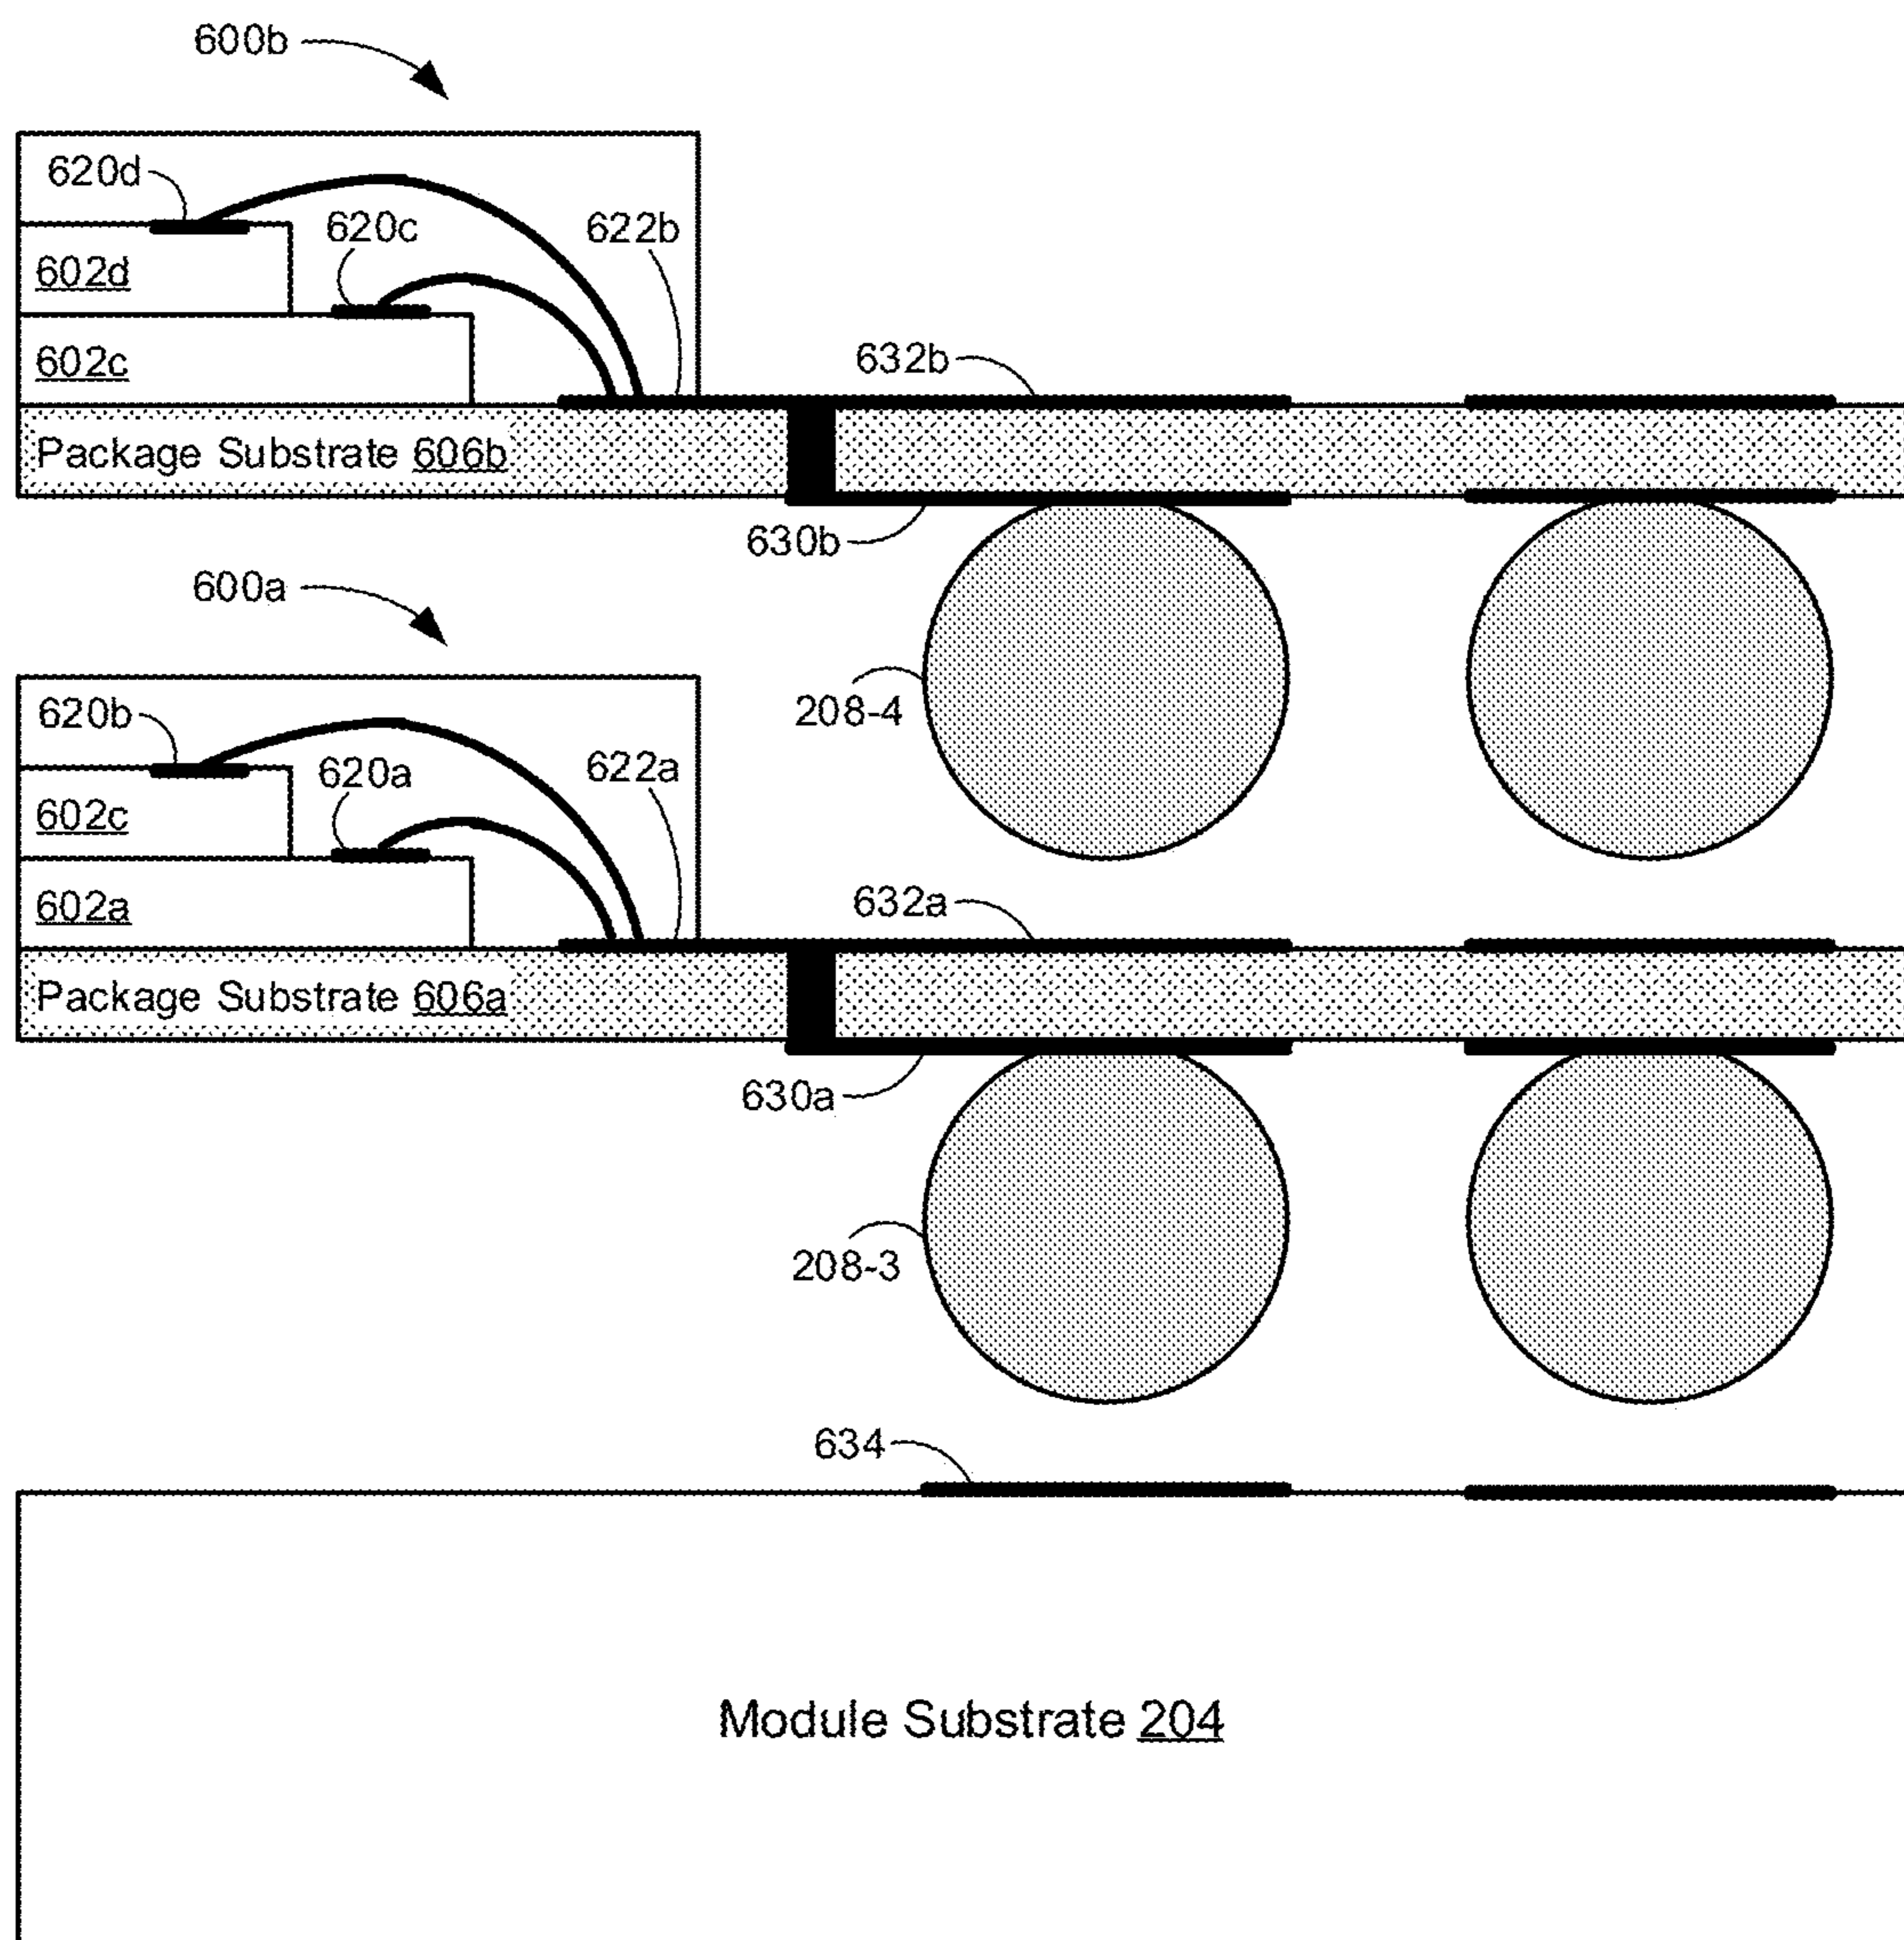 600b
620d
620c
622b
602d
602c
632b
Package Substrate 606b
630b
600a
208-4
620b
620a
622a
602c
602a
632a
Package Substrate 606a
630a
208-3
634
Module Substrate 204